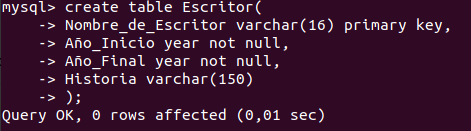 mysql> create table Escritor(
    -> Nombre_de_Escritor varchar(16) primary key,
    -> Año_Inicio year not null,
    -> Año_Final year not null,
    -> Historia varchar(150)
    -> );
Query OK, 0 rows affected (0,01 sec)